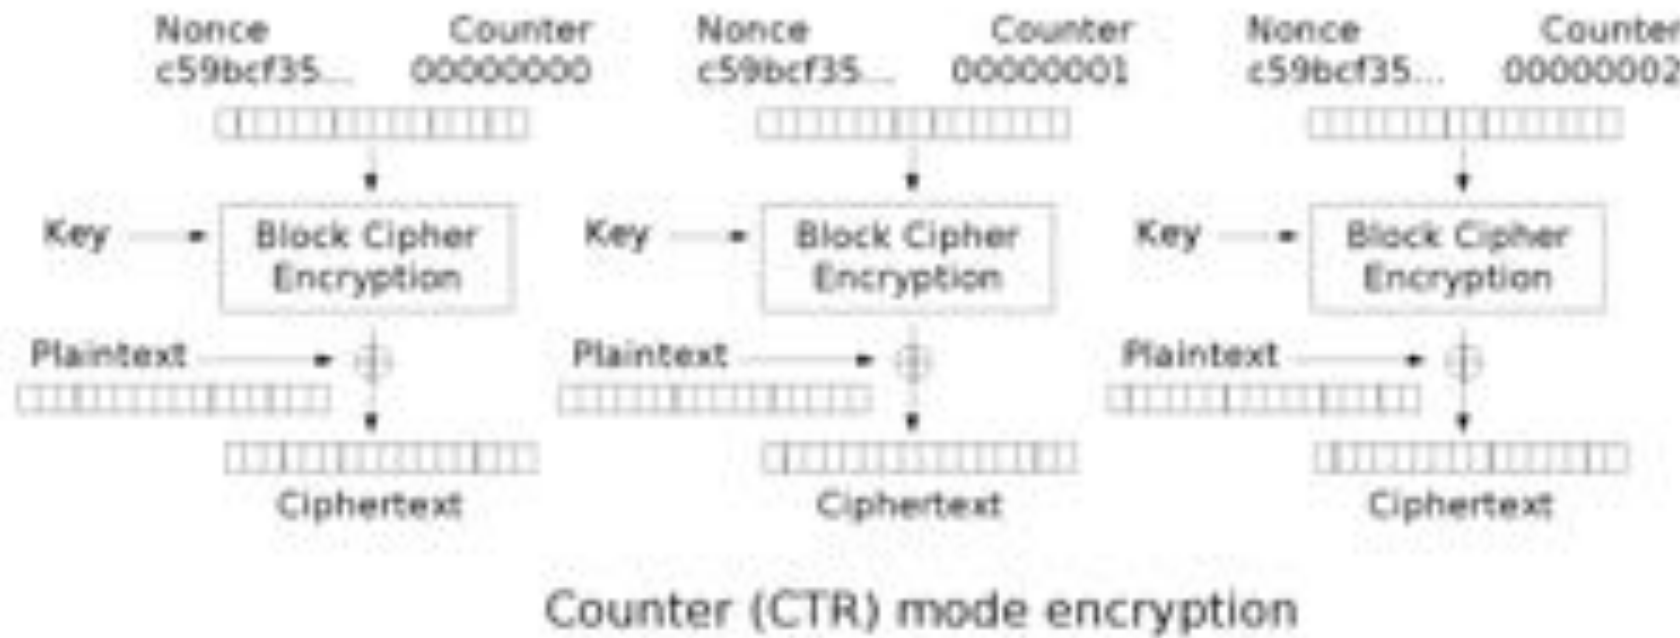 Nonce Counter Nonce Counter Nonce Counter
c59bcf35... 00000000 c59bcf35... 00000001 c59bcf35... 00000002
Key Block Cipher Key Block Cipher Key Block Cipher
Encryption Encryption Encryption
Plaintext Plaintext Plaintext
Ciphertext Ciphertext Ciphertext
Counter (CTR) mode encryption